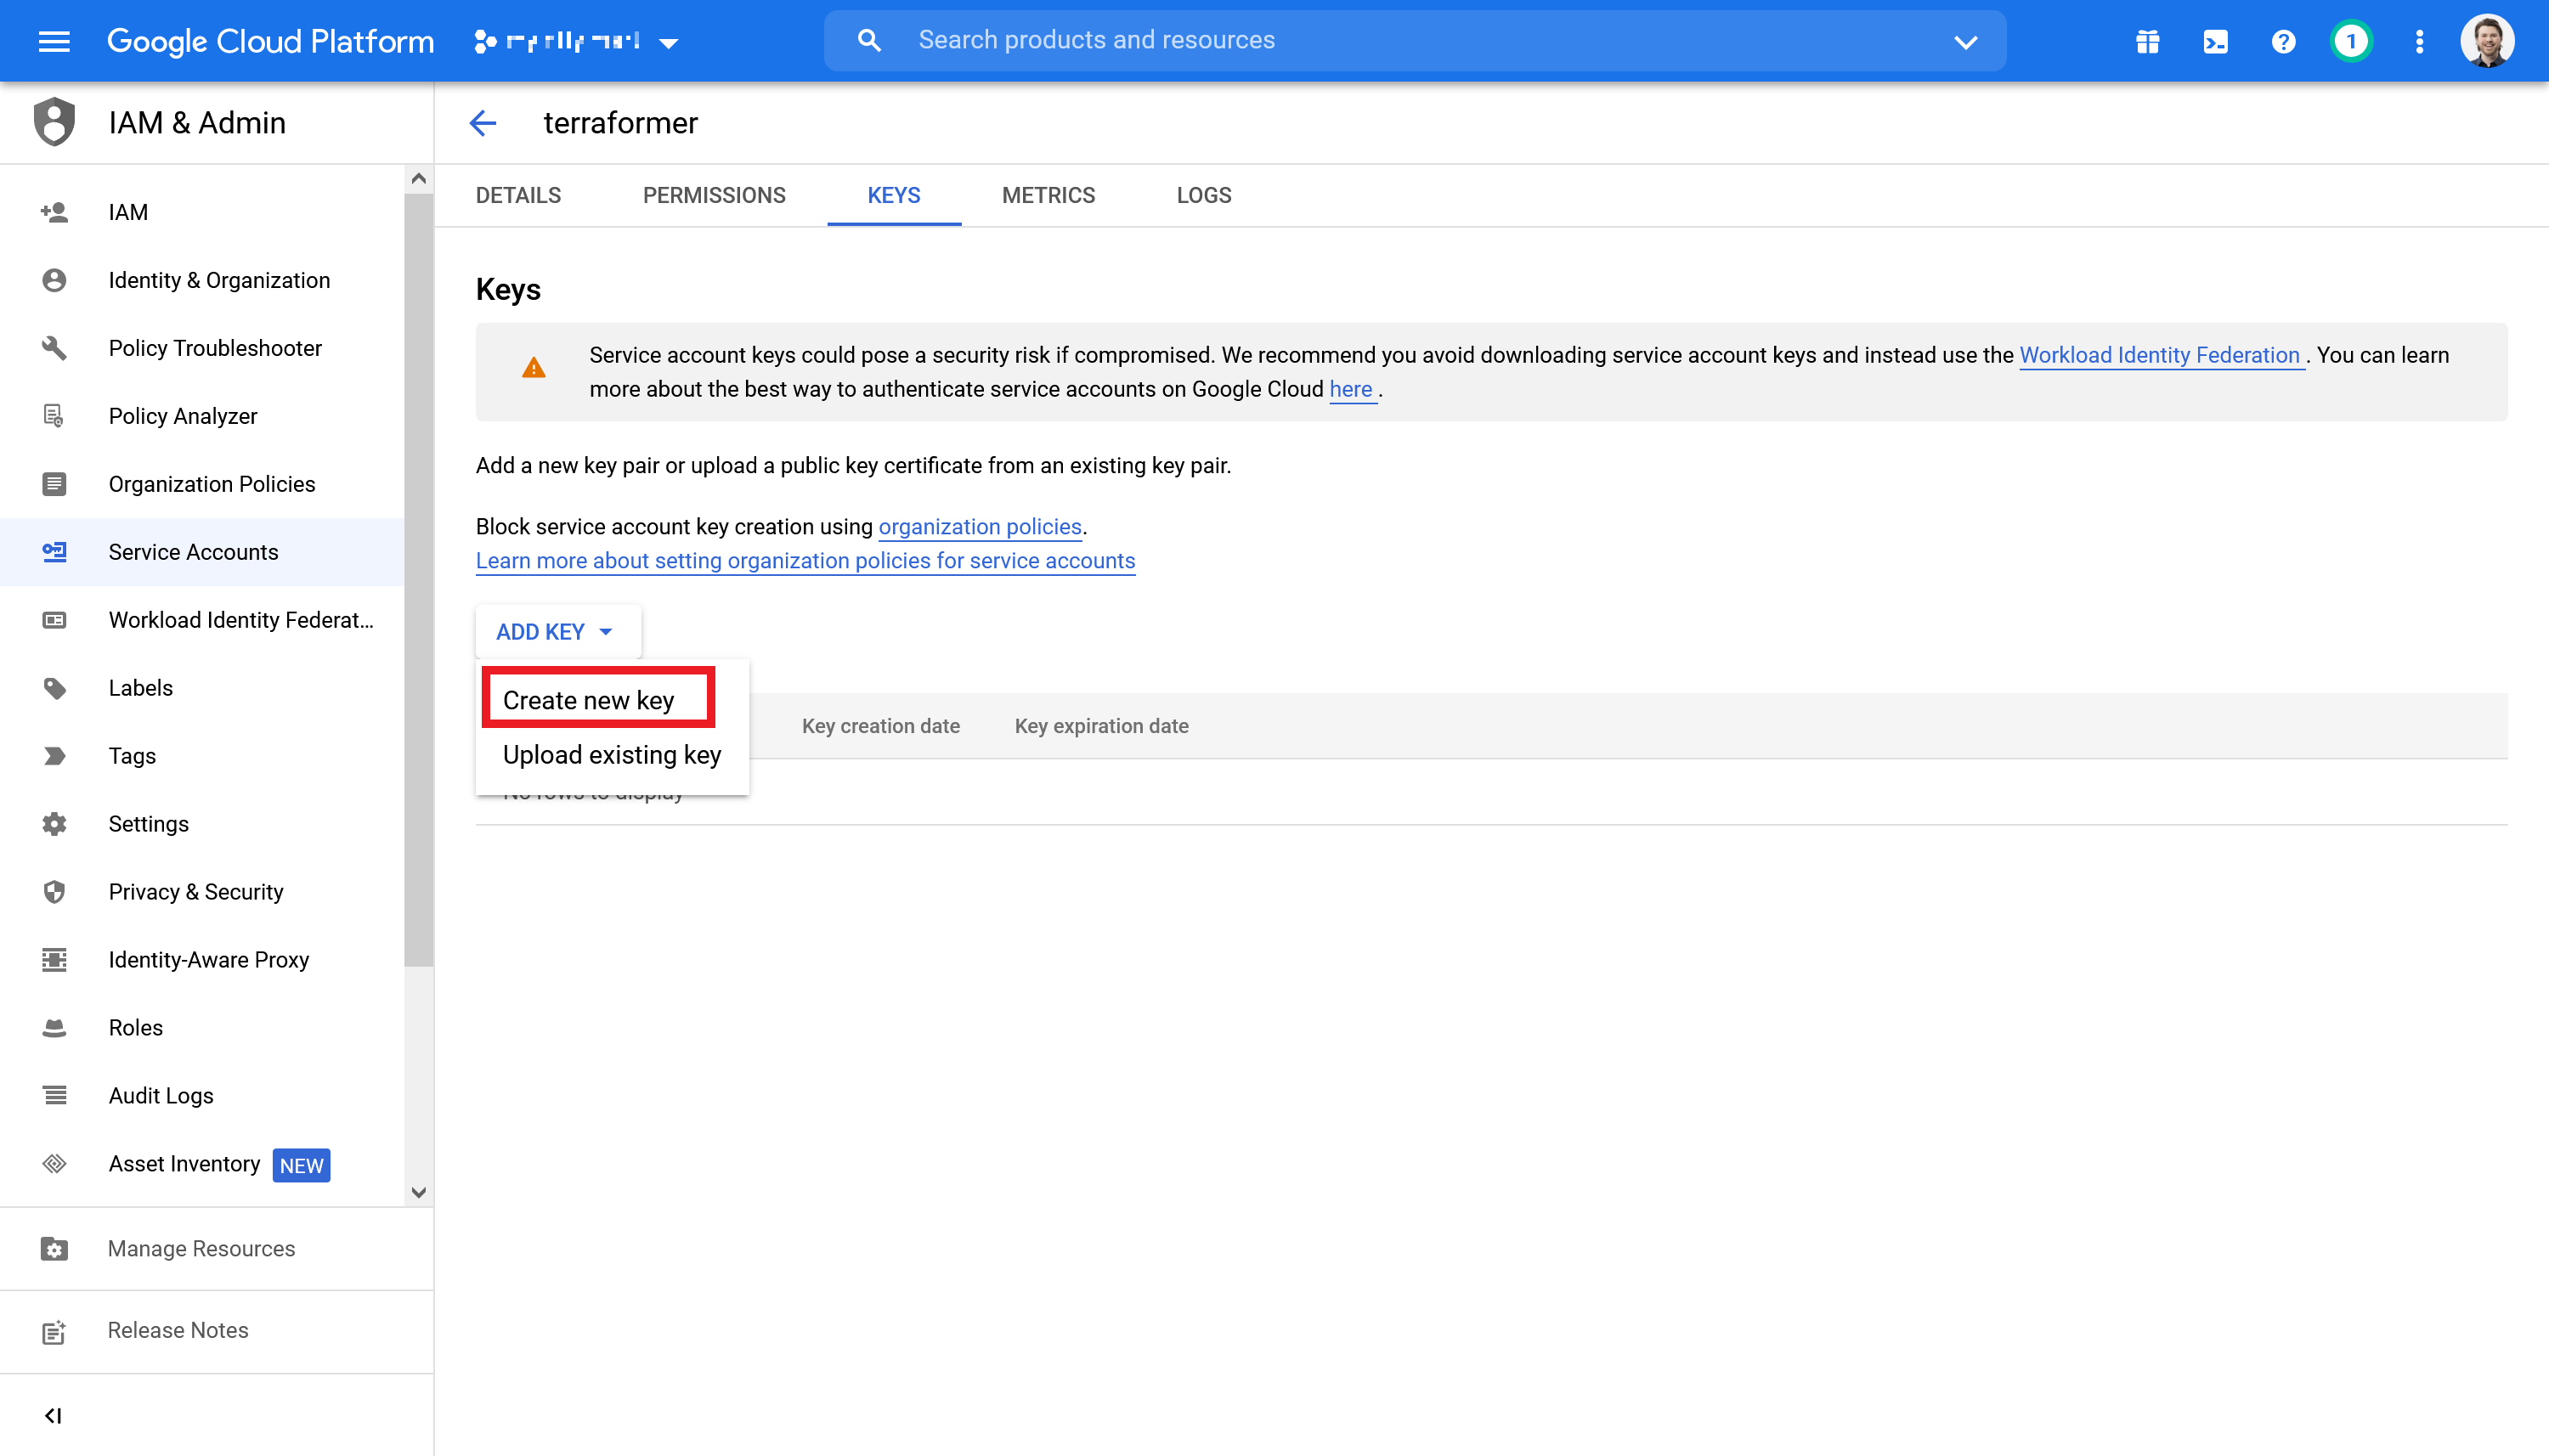 Google Cloud Platform
Search products and resources
1
IAM & Admin
terraformer
IAM
Identity & Organization
Policy Troubleshooter
Policy Analyzer
Organization Policies
Service Accounts
Workload Identity Federat...
Labels
Tags
Settings
Privacy & Security
Identity-Aware Proxy
Roles
Audit Logs
Asset Inventory NEW
Manage Resources
Release Notes
DETAILS PERMISSIONS KEYS METRICS LOGS
Keys
Service account keys could pose a security risk if compromised. We recommend you avoid downloading service account keys and instead use the Workload Identity Federation . You can learn
more about the best way to authenticate service accounts on Google Cloud here .
Add a new key pair or upload a public key certificate from an existing key pair.
Block service account key creation using organization policies.
Learn more about setting organization policies for service accounts
ADD KEY
Create new key
Upload existing key
Key creation date Key expiration date
No rows to display